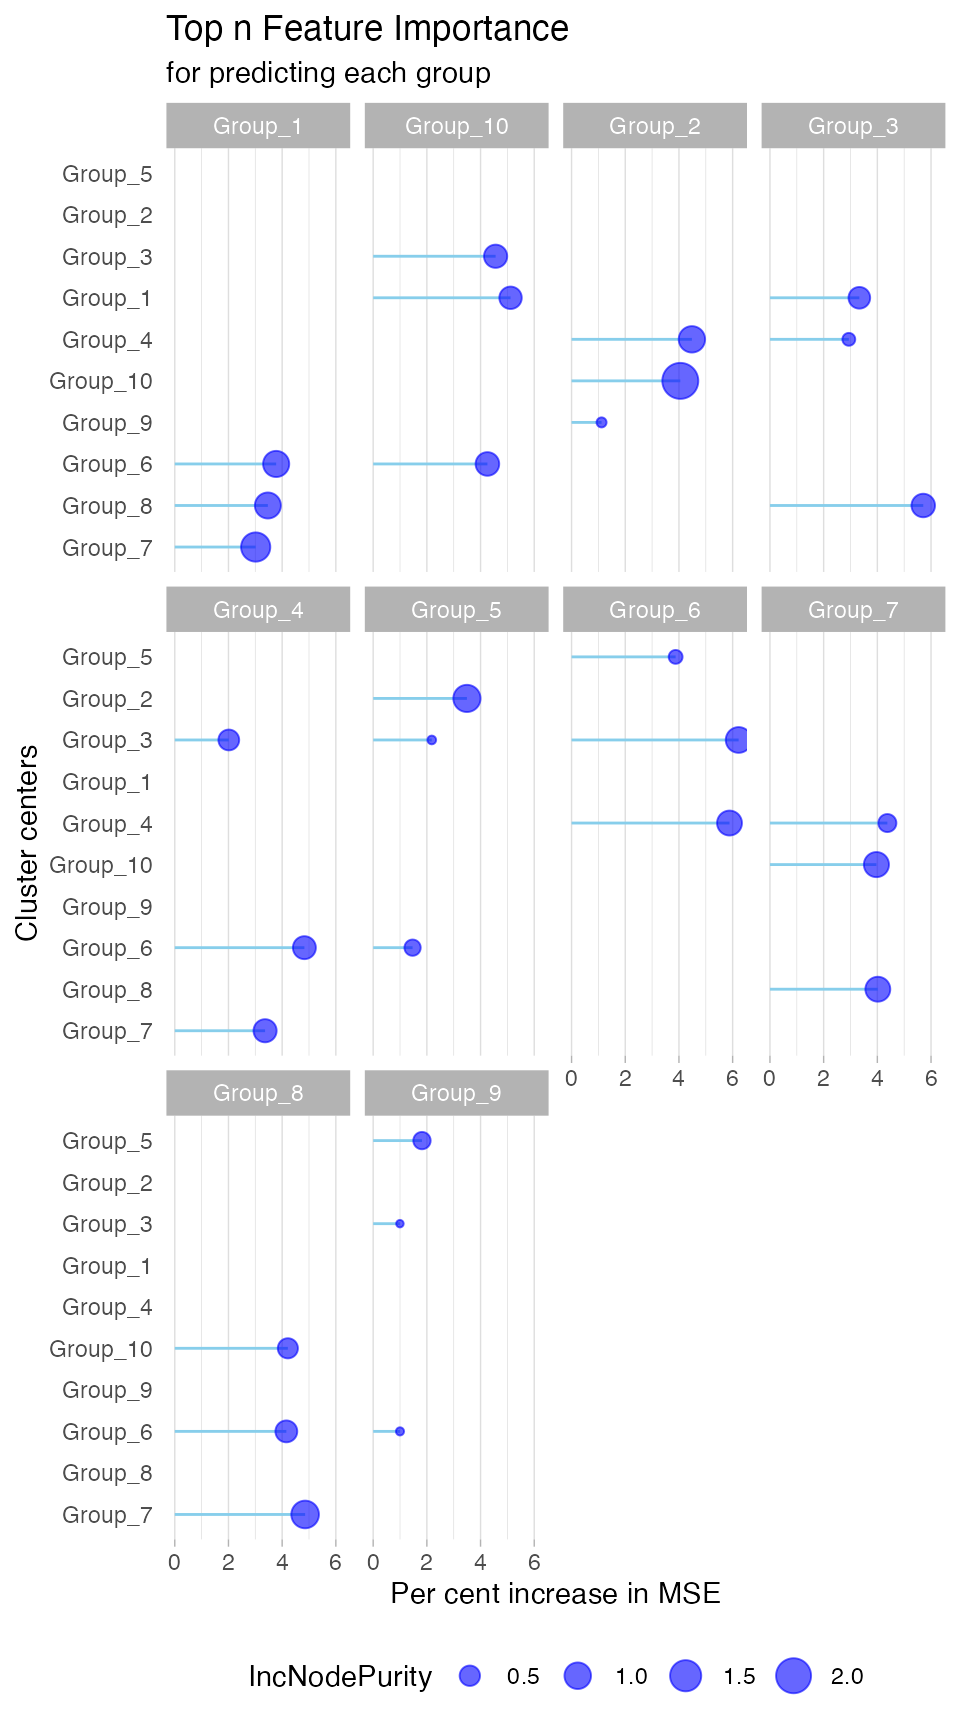 Top n Feature Importance
for predicting each group
Group_1 Group_10 Group_2 Group_3
Group_5
Group_2
Group_3
Group_1
Group_4
Group_10
Group_9
Group_6
Group_8
Group_7
Group_4 Group_5 Group_6 Group_7
Group_5
Group_2
Group_3
Group_1
Group_4
Group_10
Group_9
Group_6
Group_8
Group_7
Cluster centers
0 2 4 6 0 2 4 6
Group_8 Group_9
Group_5
Group_2
Group_3
Group_1
Group_4
Group_10
Group_9
Group_6
Group_8
Group_7
0 2 4 6 0 2 4 6
Per cent increase in MSE
IncNodePurity 0.5 1.0 1.5 2.0